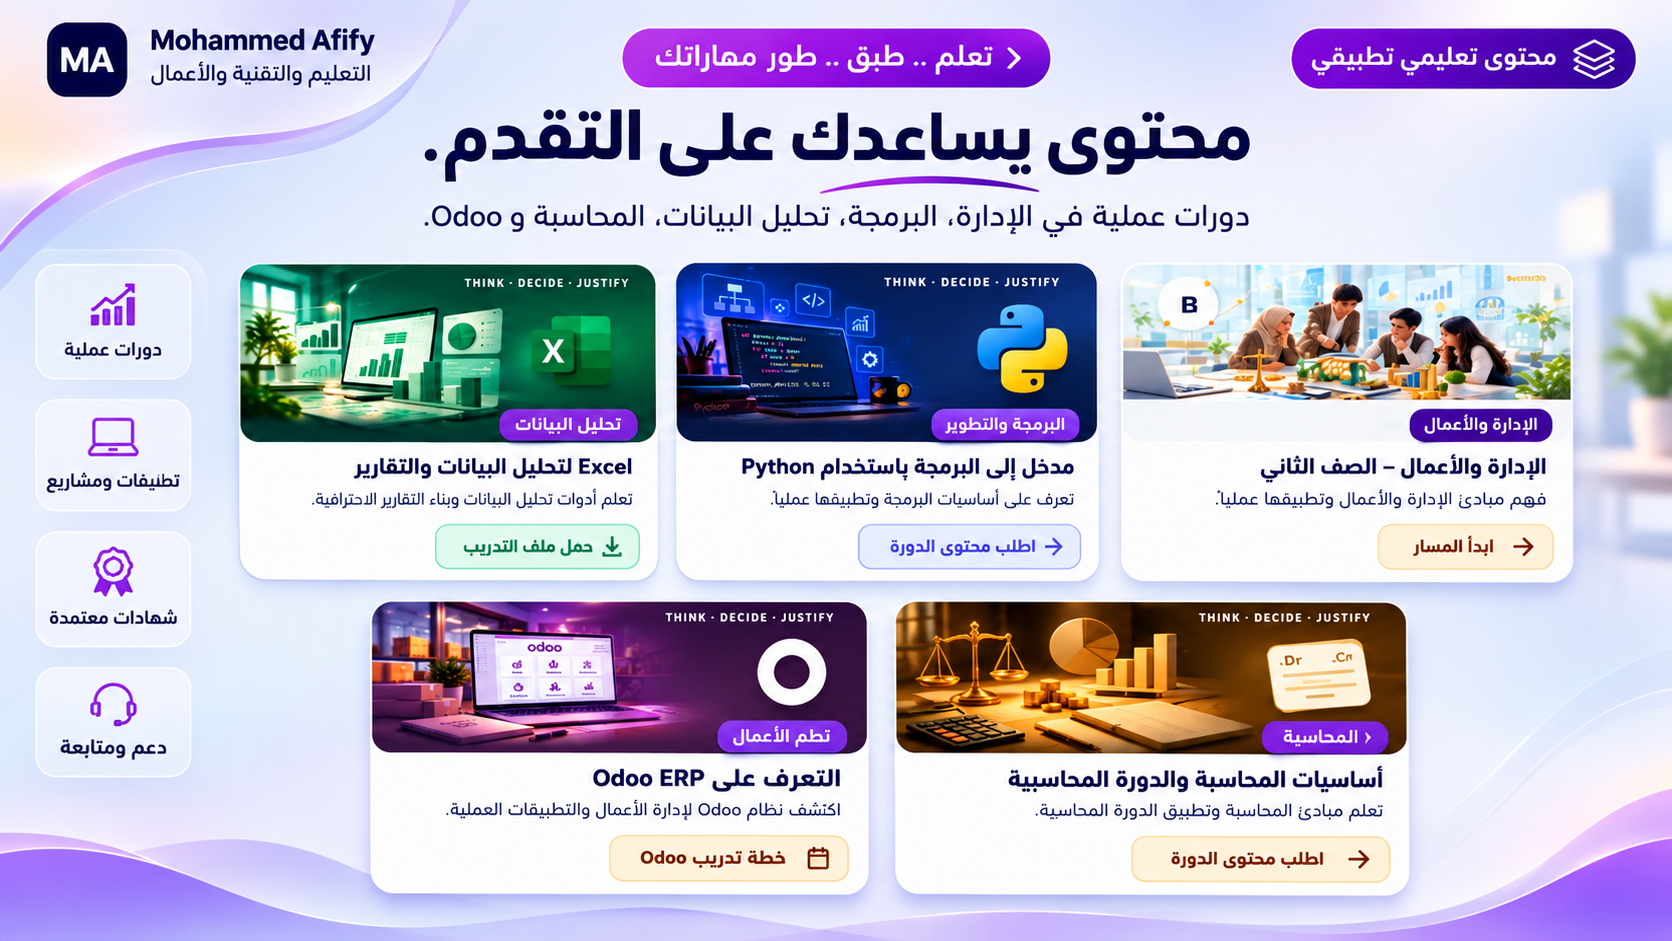 MA
Mohammed Afify
التعليم والتقنية والأعمال
تعلم .. طبق .. طور مهاراتك
محتوى تعليمي تطبيقي
محتوى يساعدك على التقدم.
دورات عملية في الإدارة، البرمجة، تحليل البيانات، المحاسبة و Odoo.
دورات عملية
تطبيقات ومشاريع
شهادات معتمدة
دعم ومتابعة
B
الإدارة والأعمال
الإدارة والأعمال – الصف الثاني
فهم مبادئ الإدارة والأعمال وتطبيقها عملياً.
ابدأ المسار
THINK · DECIDE · JUSTIFY
</>
Python
البرمجة والتطوير
مدخل إلى البرمجة باستخدام Python
تعرف على أساسيات البرمجة وتطبيقها عملياً.
اطلب محتوى الدورة
THINK · DECIDE · JUSTIFY
X
تحليل البيانات
Excel لتحليل البيانات والتقارير
تعلم أدوات تحليل البيانات وبناء التقارير الاحترافية.
حمل ملف التدريب
THINK · DECIDE · JUSTIFY
Dr.
Cr.
المحاسبة
أساسيات المحاسبة والدورة المحاسبية
تعلم مبادئ المحاسبة وتطبيق الدورة المحاسبية.
اطلب محتوى الدورة
THINK · DECIDE · JUSTIFY
odoo
تطم الأعمال
التعرف على Odoo ERP
اكتشف نظام Odoo لإدارة الأعمال والتطبيقات العملية.
خطة تدريب Odoo